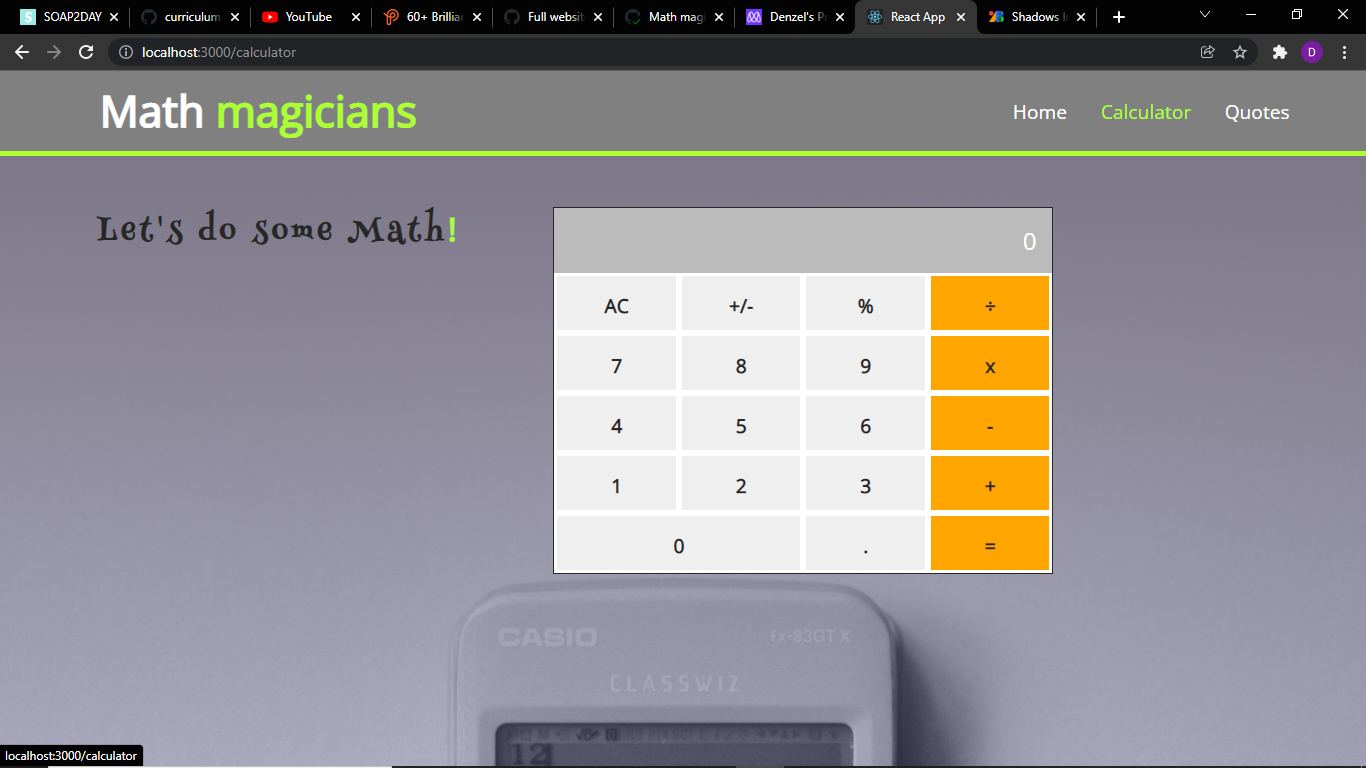 SOAP2DAY
curriculum
YouTube
60+ Brillia
Full websit
Math magi
Denzel's P
React App
Shadows I
localhost:3000/calculator
D
Math magicians
Home Calculator Quotes
Let's do some Math!
0
AC +/- % ÷
7 8 9 x
4 5 6 -
1 2 3 +
0 . =
CASIO fx-83GT X
CLASSWIZ
12
localhost:3000/calculator